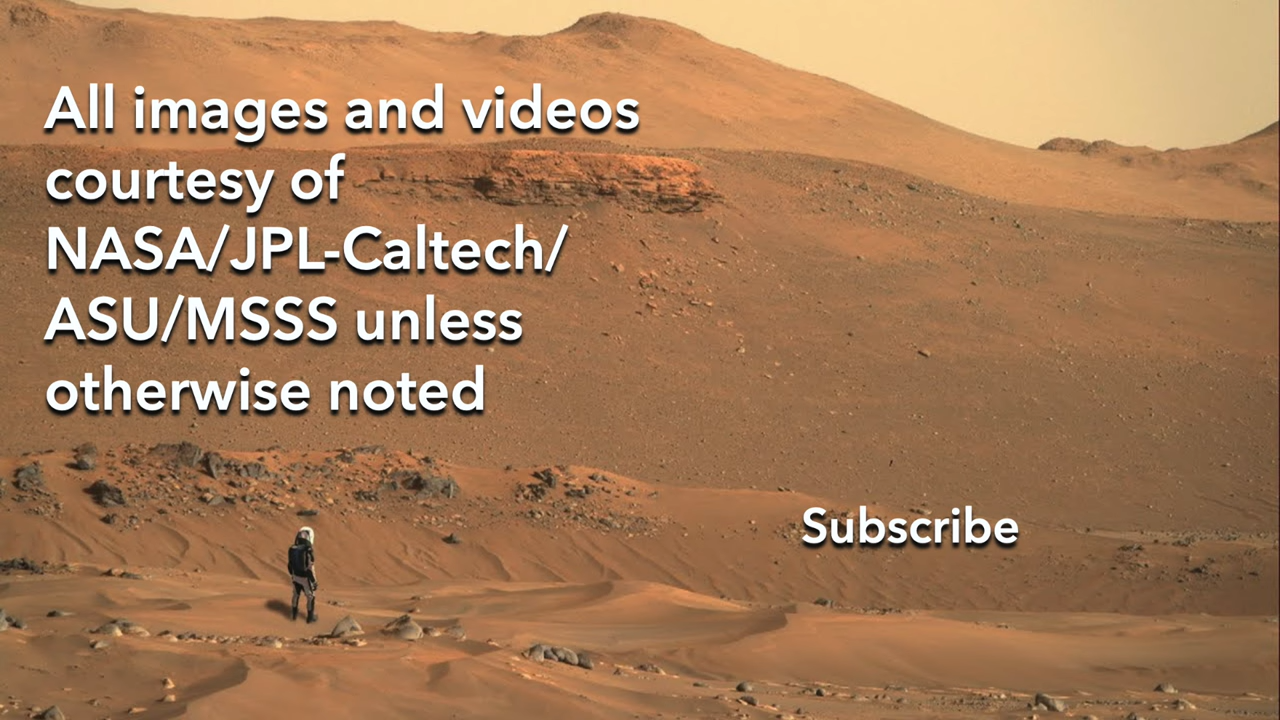 All images and videos
courtesy of
NASA/JPL-Caltech/
ASU/MSSS unless
otherwise noted
Subscribe